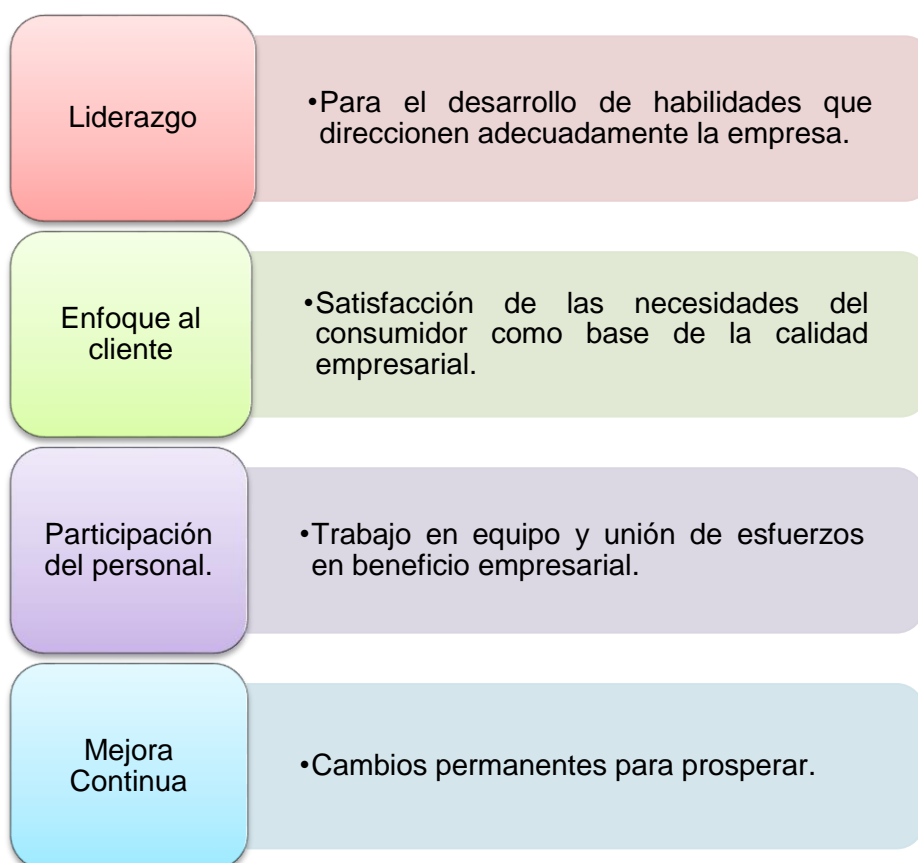 Liderazgo
•Para el desarrollo de habilidades que
direccionen adecuadamente la empresa.
Enfoque al
cliente
•Satisfacción de las necesidades del
consumidor como base de la calidad
empresarial.
Participación
del personal.
•Trabajo en equipo y unión de esfuerzos
en beneficio empresarial.
Mejora
Continua
•Cambios permanentes para prosperar.